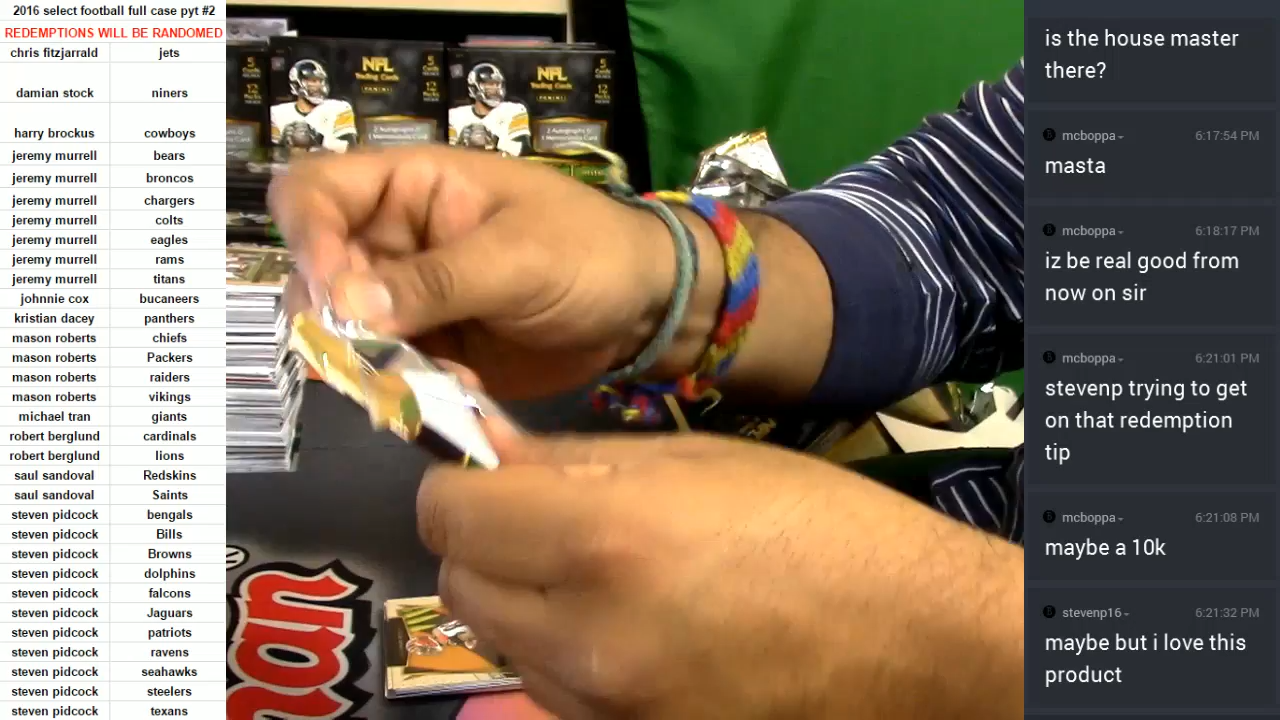 2016 select football full case pyt #2
REDEMPTIONS WILL BE RANDOMED
chris fitzjarrald jets
damian stock niners
harry brockus cowboys
jeremy murrell bears
jeremy murrell broncos
jeremy murrell chargers
jeremy murrell colts
jeremy murrell eagles
jeremy murrell rams
jeremy murrell titans
johnnie cox bucaneers
kristian dacey panthers
mason roberts chiefs
mason roberts Packers
mason roberts raiders
mason roberts vikings
michael tran giants
robert berglund cardinals
robert berglund lions
saul sandoval Redskins
saul sandoval Saints
steven pidcock bengals
steven pidcock Bills
steven pidcock Browns
steven pidcock dolphins
steven pidcock falcons
steven pidcock Jaguars
steven pidcock patriots
steven pidcock ravens
steven pidcock seahawks
steven pidcock steelers
steven pidcock texans
NFL
Trading Cards
PANINI
NFL
Trading Cards
PANINI
is the house master
there?
mcboppa 6:17:54 PM
masta
mcboppa 6:18:17 PM
iz be real good from
now on sir
mcboppa 6:21:01 PM
stevenp trying to get
on that redemption
tip
mcboppa 6:21:08 PM
maybe a 10k
stevenp16 6:21:32 PM
maybe but i love this
product